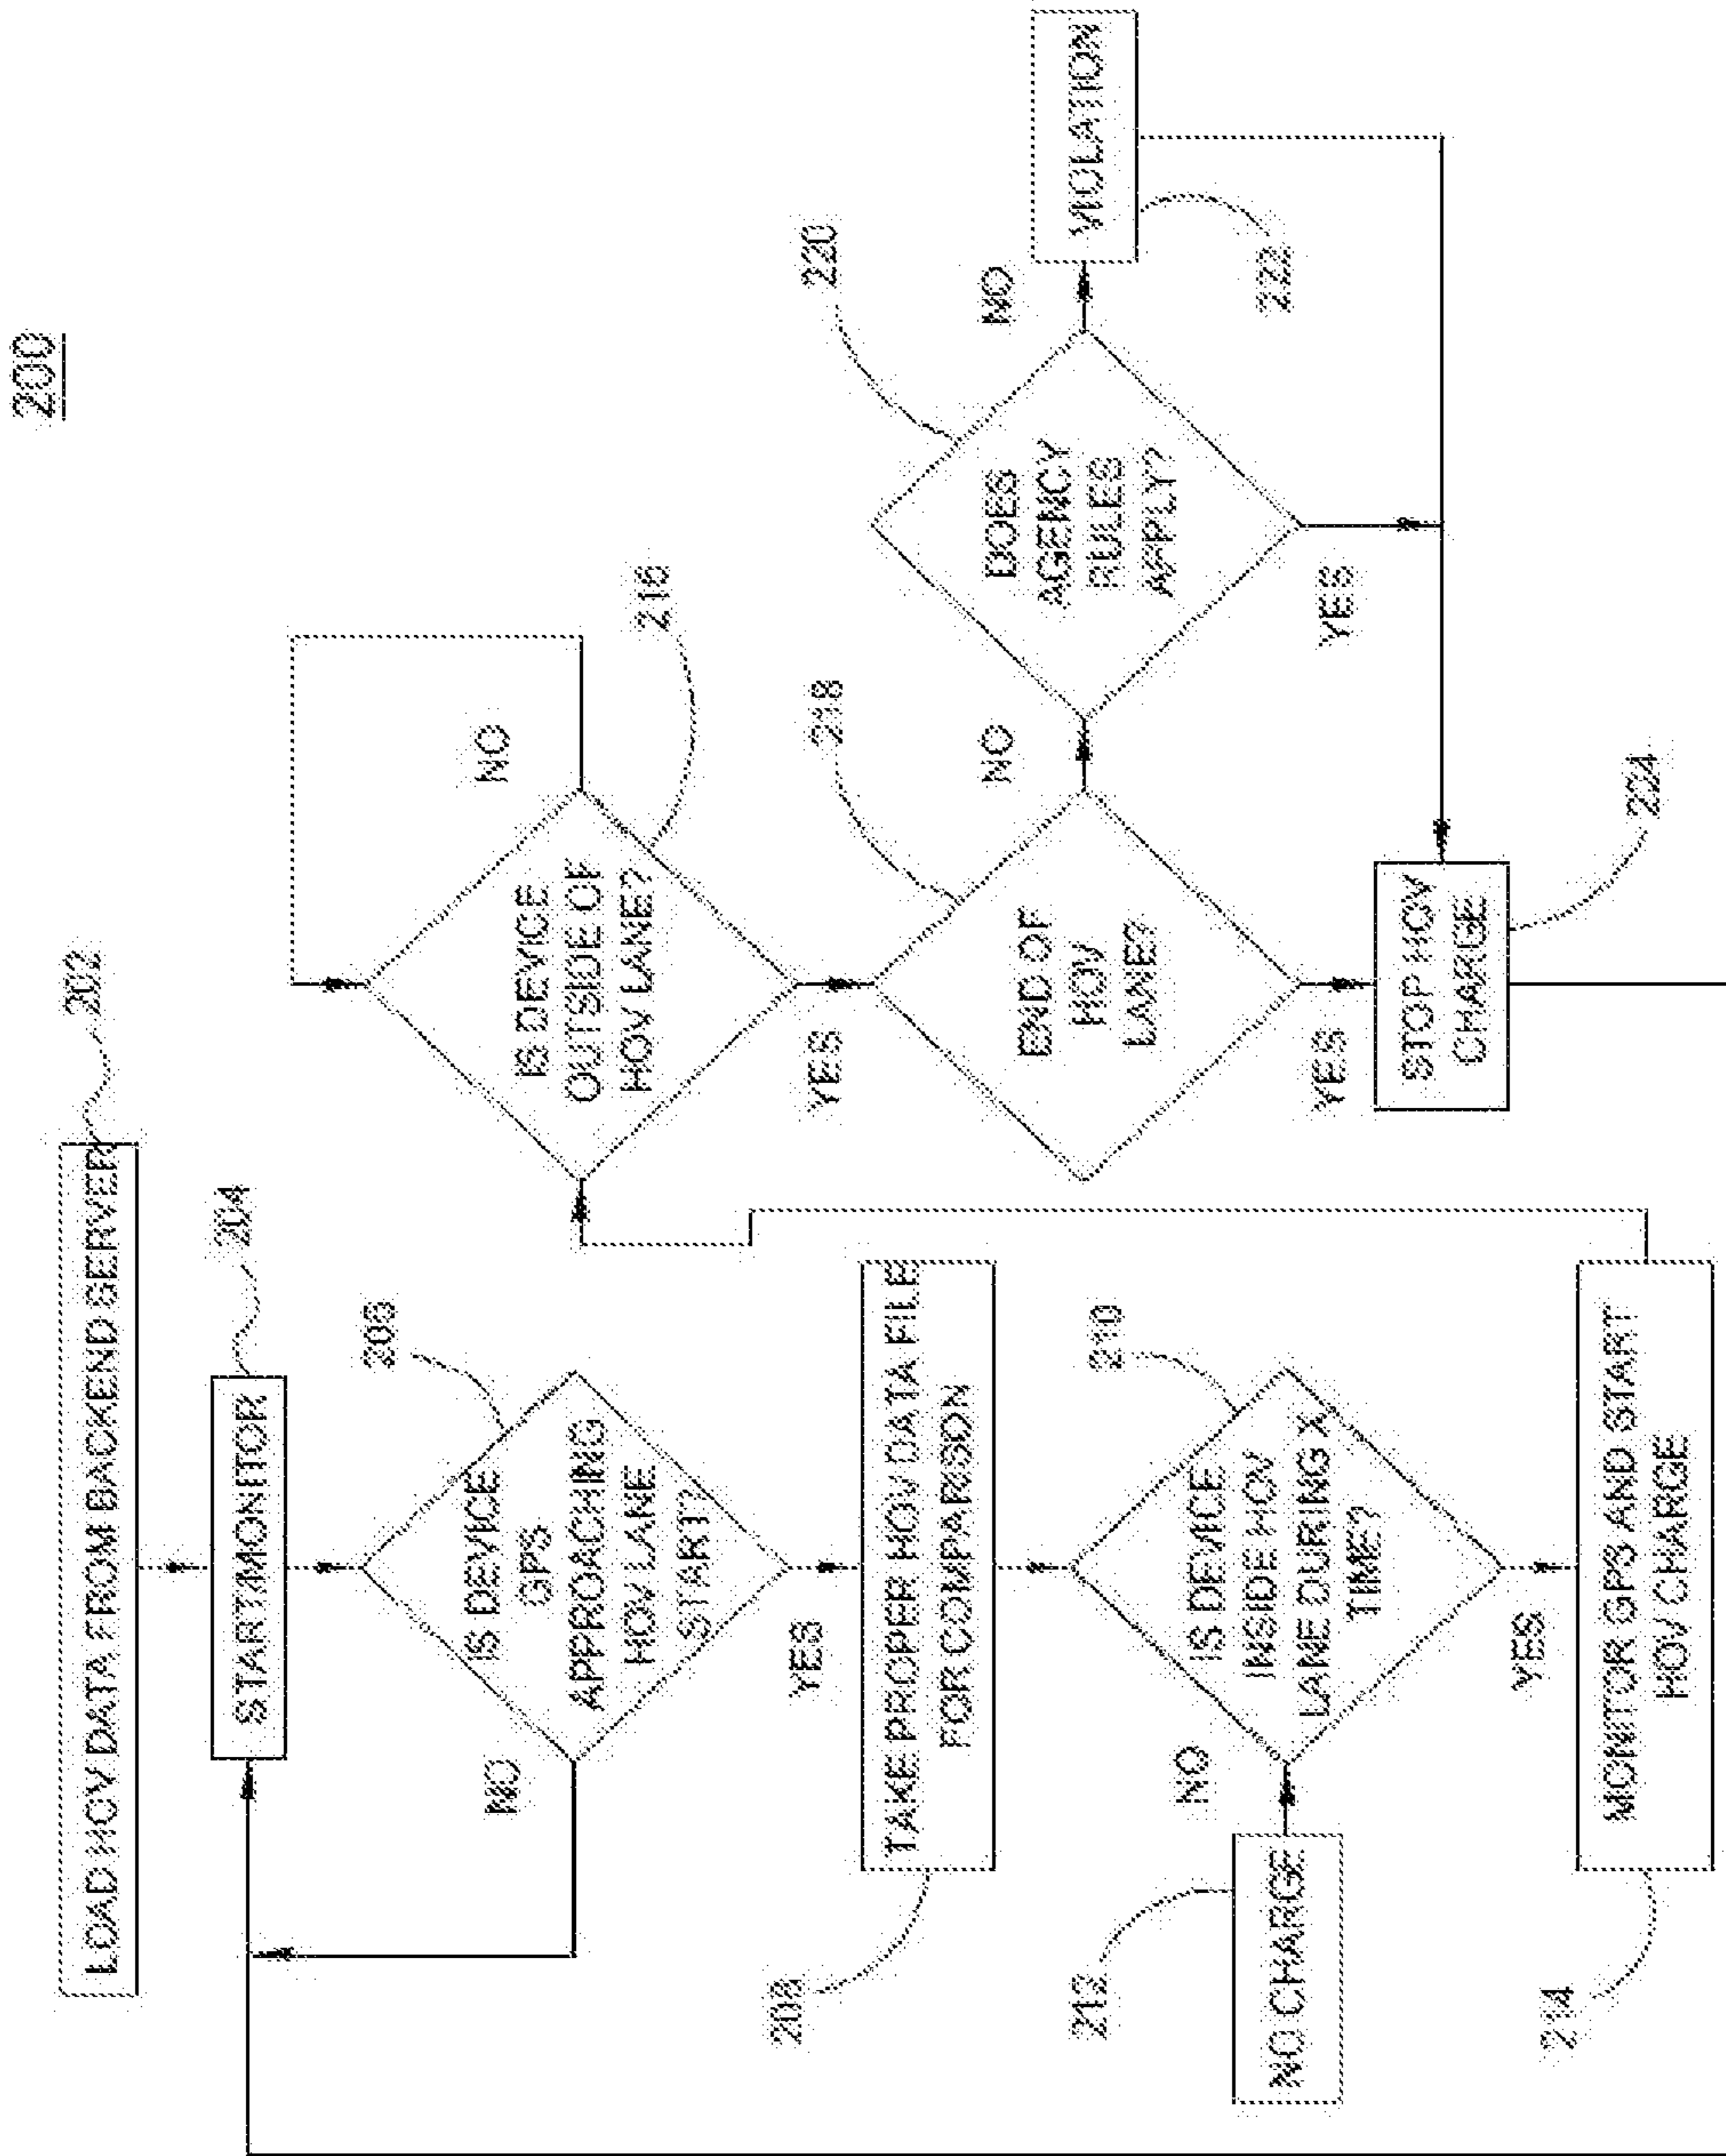 200
LOAD HOV DATA FROM BACKEND SERVER
202
START/MONITOR
204
IS DEVICE
GPS
APPROACHING
HOV LANE
START?
206
NO
YES
TAKE PROPER HOV DATA FILE
FOR COMPARISON
208
IS DEVICE
INSIDE HOV
LANE DURING X
TIME?
210
NO
NO CHARGE
212
YES
MONITOR GPS AND START
HOV CHARGE
214
IS DEVICE
OUTSIDE OF
HOV LANE?
216
NO
YES
END OF
HOV
LANE?
218
NO
YES
DOES
AGENCY
RULES
APPLY?
220
NO
YES
VIOLATION
222
STOP HOV
CHARGE
224